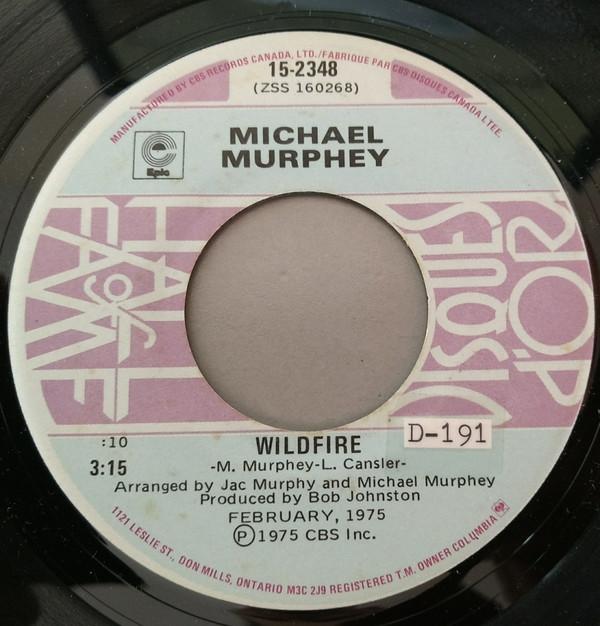 MANUFACTURED BY CBS RECORDS CANADA, LTD./FABRIQUE PAR CBS DISQUES CANADA LTEE.
15-2348
(ZSS 160268)
Epic
MICHAEL
MURPHEY
HALL
of
FAME
DISQUES
D'OR
D-191
:10
WILDFIRE
3:15
-M. Murphey-L. Cansler-
Arranged by Jac Murphy and Michael Murphey
Produced by Bob Johnston
FEBRUARY, 1975
Ⓟ1975 CBS Inc.
1121 LESLIE ST., DON MILLS, ONTARIO M3C 2J9 REGISTERED T.M. OWNER COLUMBIA